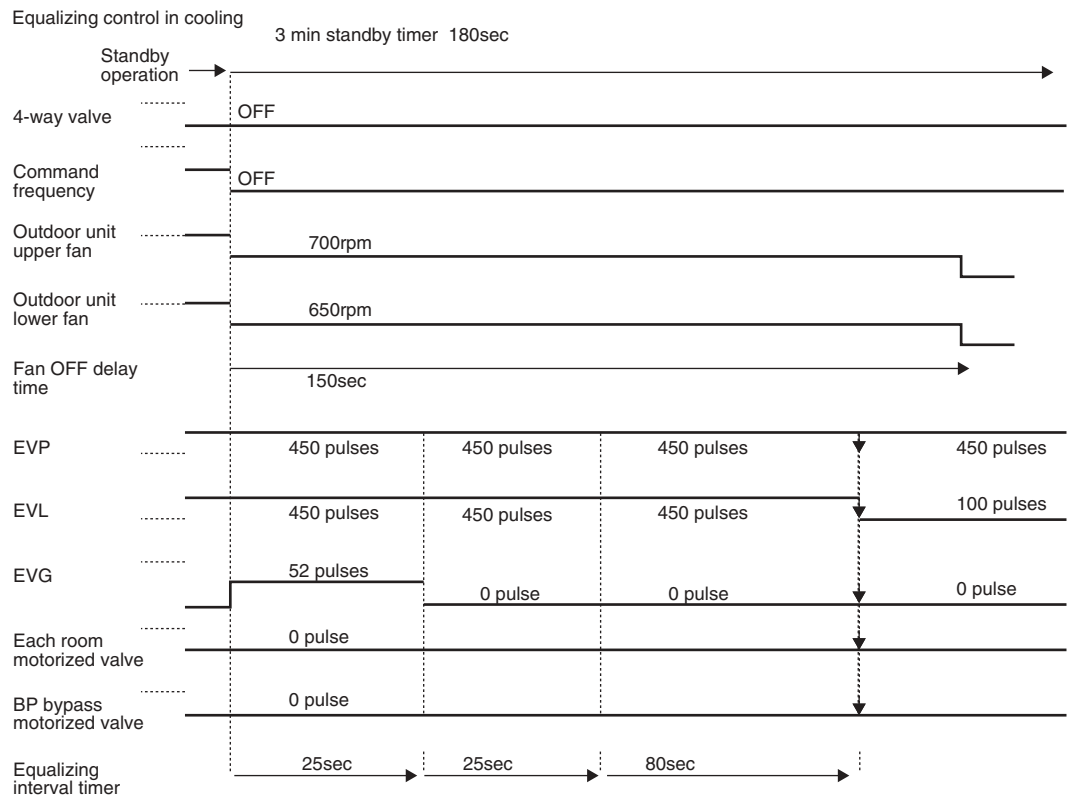 Equalizing control in cooling
3 min standby timer 180sec
Standby
operation
4-way valve
OFF
Command
frequency
OFF
Outdoor unit
upper fan
700rpm
Outdoor unit
lower fan
650rpm
Fan OFF delay
time
150sec
EVP
450 pulses 450 pulses 450 pulses 450 pulses
EVL
450 pulses 450 pulses 450 pulses 100 pulses
EVG
52 pulses 0 pulse 0 pulse 0 pulse
Each room
motorized valve
0 pulse
BP bypass
motorized valve
0 pulse
Equalizing
interval timer
25sec 25sec 80sec